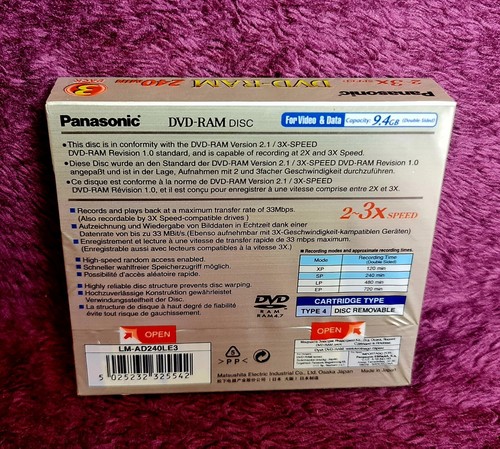 3 PACK 240min DVD-RAM 2~3X SPEED Panasonic
Panasonic DVD-RAM DISC For Video & Data Capacity: 9.4GB (Double Sided)
•This disc is in conformity with the DVD-RAM Version 2.1 / 3X-SPEED
DVD-RAM Revision 1.0 standard, and is capable of recording at 2X and 3X Speed.
•Diese Disc wurde an den Standard der DVD-RAM Version 2.1 / 3X-SPEED DVD-RAM Revision 1.0
angepaßt und ist in der Lage, Aufnahmen mit 2 und 3facher Geschwindigkeit durchzuführen.
•Ce disque est conforme à la norme de DVD-RAM Version 2.1 / 3X-SPEED
DVD-RAM Révision 1.0, et il est conçu pour enregistrer à une vitesse comprise entre 2X et 3X.
■ Records and plays back at a maximum transfer rate of 33Mbps.
(Also recordable by 3X Speed-compatible drives )
■ Aufzeichnung und Wiedergabe von Bilddaten in Echtzeit dank einer
Datenrate von bis zu 33 MBit/s.(Ebenso aufnehmbar mit 3X-Geschwindigkeit-kampatiblen Geräten)
■ Enregistrement et lecture à une vitesse de transfert rapide de 33 mbps maximum.
(Enregistrable aussi avec lecteurs compatibles à la vitesse 3X.)
2~3X SPEED
■ High-speed random access enabled.
■ Schneller wahlfreier Speicherzugriff möglich.
■ Possibilité d'accès aléatoire rapide.
■ Highly reliable disc structure prevents disc warping.
■ Hochzuverlässige Konstruktion gewährleistet
Verwindungssteifheit der Disc.
■ La structure de disque à haut degré de fiabilité
évite tout risque de gauchissement.
■ Recording modes and approximate recording times.
Mode Recording Time (Double Sided)
XP 120 min
SP 240 min
LP 480 min
EP 720 min
DVD
RAM
RAM4.7
CARTRIDGE TYPE
TYPE 4 DISC REMOVABLE
OPEN OPEN
LM-AD240LE3
5 025232 325542
5
>PP<
Matsushita Electric Industrial Co., Ltd. Osaka Japan
Made in Japan